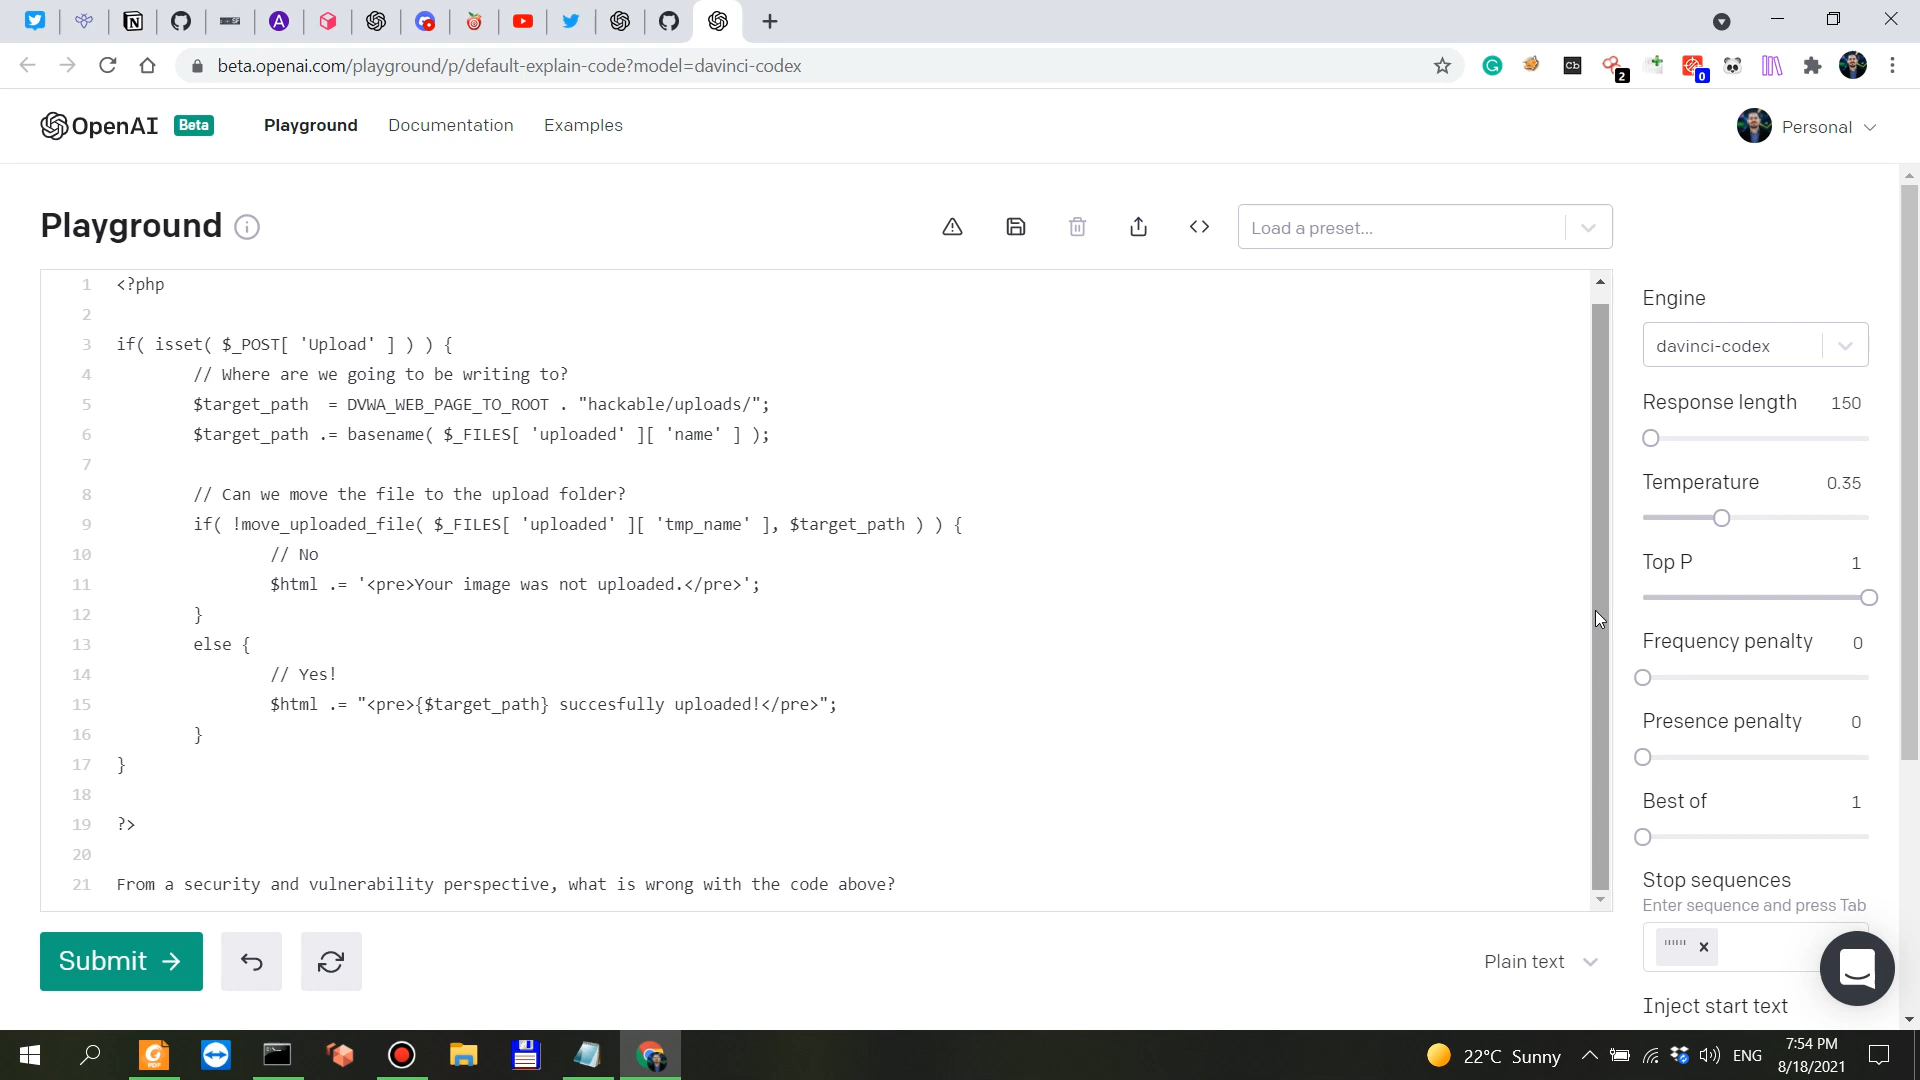 SF
A
beta.openai.com/playground/p/default-explain-code?model=davinci-codex
G
Cb
2
0
OpenAI Beta Playground Documentation Examples Personal
Playground i Load a preset...
1 <?php
2
3 if( isset( $_POST[ 'Upload' ] ) ) {
4 // Where are we going to be writing to?
5 $target_path  = DVWA_WEB_PAGE_TO_ROOT . "hackable/uploads/";
6 $target_path .= basename( $_FILES[ 'uploaded' ][ 'name' ] );
7
8 // Can we move the file to the upload folder?
9 if( !move_uploaded_file( $_FILES[ 'uploaded' ][ 'tmp_name' ], $target_path ) ) {
10 // No
11 $html .= '<pre>Your image was not uploaded.</pre>';
12 }
13 else {
14 // Yes!
15 $html .= "<pre>{$target_path} succesfully uploaded!</pre>";
16 }
17 }
18
19 ?>
20
21 From a security and vulnerability perspective, what is wrong with the code above?
Submit →
Plain text
Engine
davinci-codex
Response length 150
Temperature 0.35
Top P 1
Frequency penalty 0
Presence penalty 0
Best of 1
Stop sequences
Enter sequence and press Tab
""" ×
Inject start text
PDF
22°C Sunny ENG 7:54 PM
8/18/2021